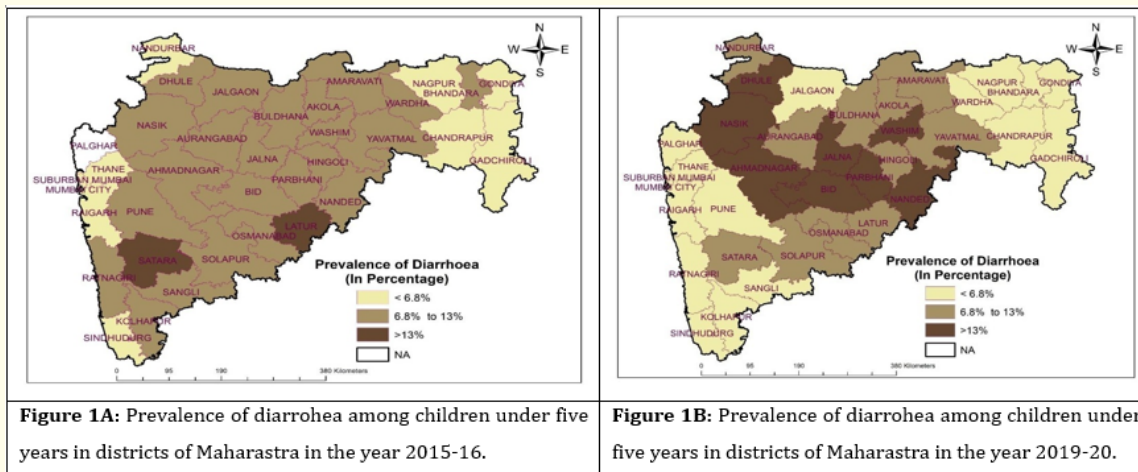 N
W E
S
NANDURBAR
DHULE
JALGAON
AMARAVATI
NAGPUR
GONDIYA
BHANDARA
WARDHA
AKOLA
BULDHANA
NASIK
WASHIM
YAVATMAL
CHANDRAPUR
AURANGABAD
PALGHAR
JALNA
HINGOLI
GADCHIROLI
THANE
AHMADNAGAR
SUBURBAN MUMBAI
PARBHANI
MUMBAI CITY
BID
NANDED
RAIGARH
PUNE
LATUR
OSMANABAD
SATARA
SOLAPUR
RATNAGIRI
SANGLI
KOLHAPUR
SINDHUDURG
Prevalence of Diarrhoea
(In Percentage)
< 6.8%
6.8% to 13%
>13%
NA
0 95 190 380 Kilometers
N
W E
S
NANDURBAR
DHULE
JALGAON
AMARAVATI
NAGPUR
GONDIYA
BHANDARA
WARDHA
AKOLA
BULDHANA
NASIK
WASHIM
YAVATMAL
CHANDRAPUR
AURANGABAD
PALGHAR
JALNA
HINGOLI
GADCHIROLI
THANE
AHMADNAGAR
SUBURBAN MUMBAI
PARBHANI
MUMBAI CITY
BID
NANDED
RAIGARH
PUNE
LATUR
OSMANABAD
SATARA
SOLAPUR
RATNAGIRI
SANGLI
KOLHAPUR
SINDHUDURG
Prevalence of Diarrhoea
(In Percentage)
< 6.8%
6.8% to 13%
>13%
NA
0 95 190 380 Kilometers
Figure 1A: Prevalence of diarrohea among children under five
years in districts of Maharastra in the year 2015-16.
Figure 1B: Prevalence of diarrohea among children under
five years in districts of Maharastra in the year 2019-20.